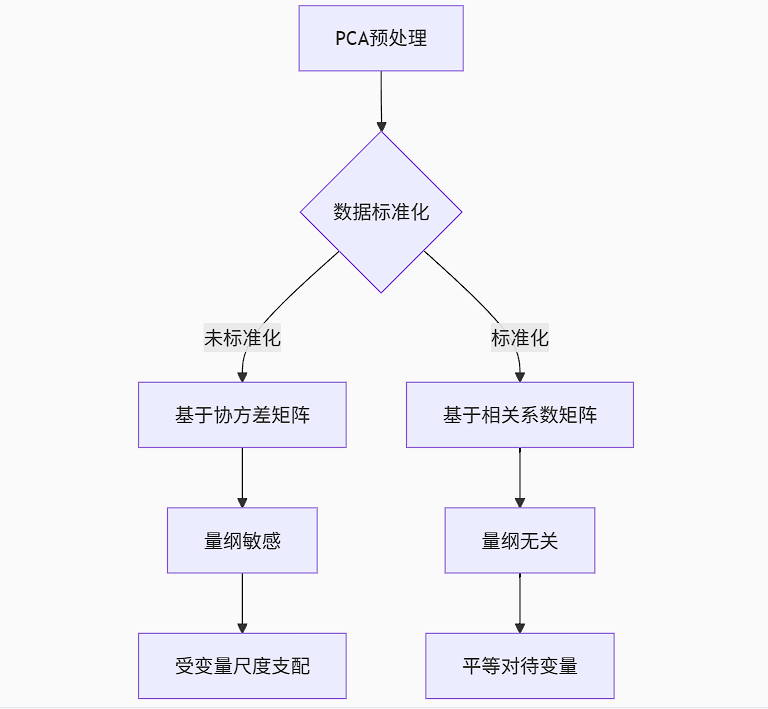 PCA预处理
数据标准化
未标准化
标准化
基于协方差矩阵
基于相关系数矩阵
量纲敏感
量纲无关
受变量尺度支配
平等对待变量